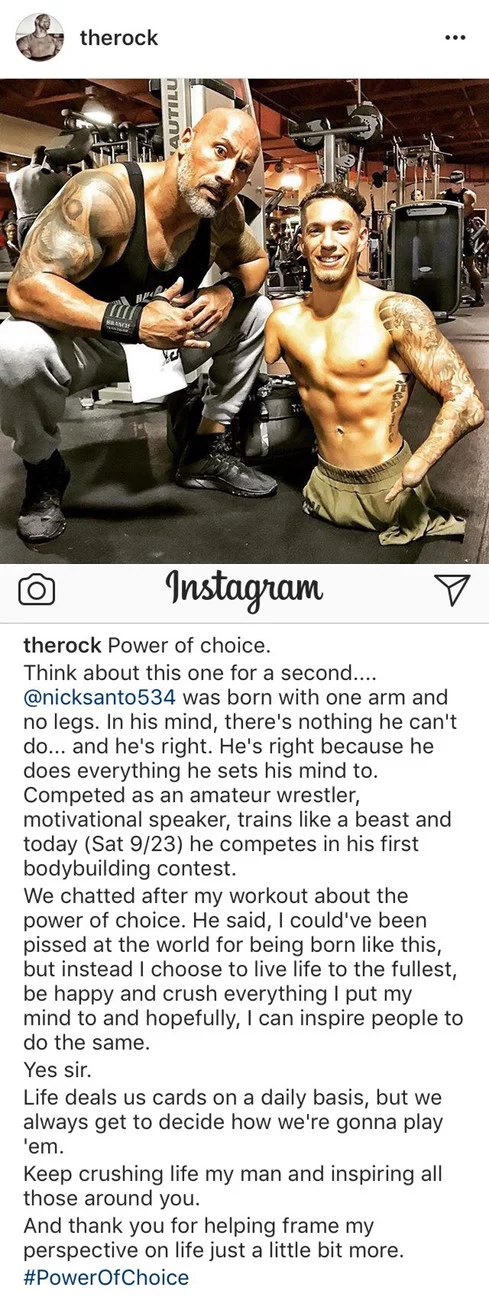 therock
NAUTILU
BRANCH
Inspire
Instagram
therock Power of choice.
Think about this one for a second....
@nicksanto534 was born with one arm and
no legs. In his mind, there's nothing he can't
do... and he's right. He's right because he
does everything he sets his mind to.
Competed as an amateur wrestler,
motivational speaker, trains like a beast and
today (Sat 9/23) he competes in his first
bodybuilding contest.
We chatted after my workout about the
power of choice. He said, I could've been
pissed at the world for being born like this,
but instead I choose to live life to the fullest,
be happy and crush everything I put my
mind to and hopefully, I can inspire people to
do the same.
Yes sir.
Life deals us cards on a daily basis, but we
always get to decide how we're gonna play
'em.
Keep crushing life my man and inspiring all
those around you.
And thank you for helping frame my
perspective on life just a little bit more.
#PowerOfChoice